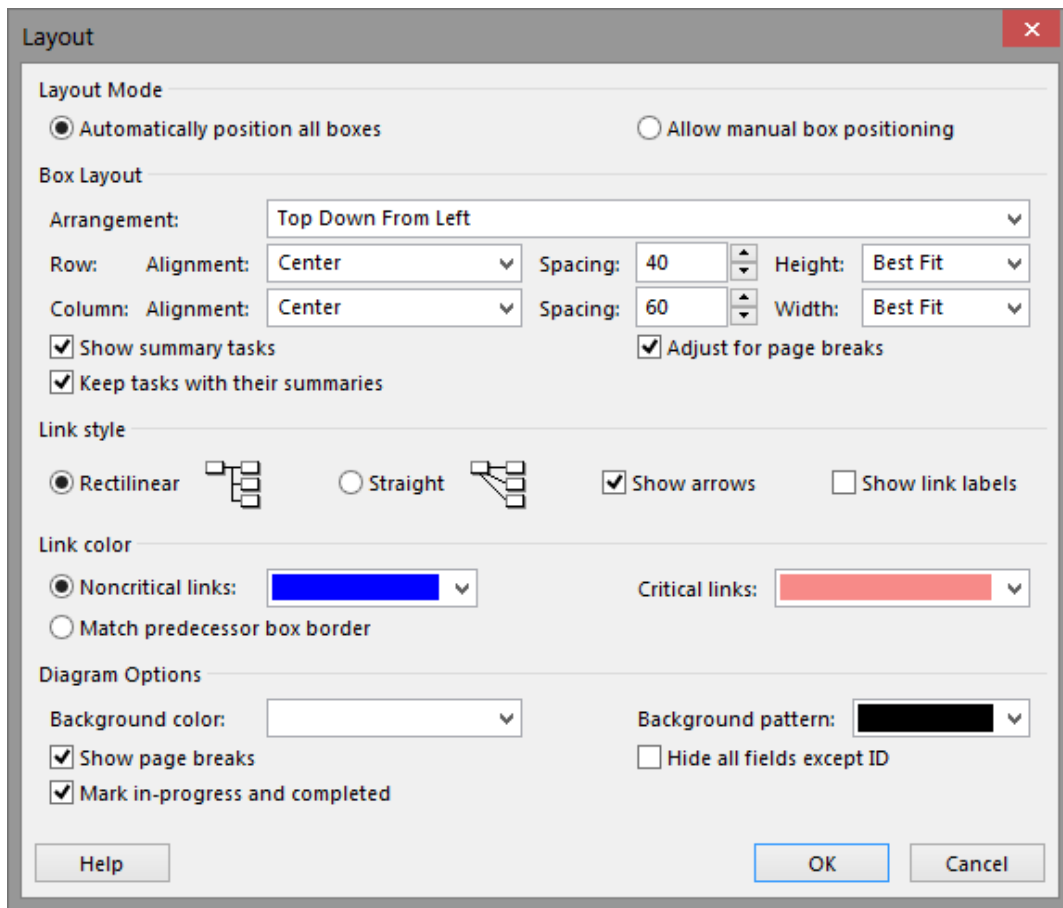 Layout
Layout Mode
Automatically position all boxes Allow manual box positioning
Box Layout
Arrangement: Top Down From Left
Row: Alignment: Center Spacing: 40 Height: Best Fit
Column: Alignment: Center Spacing: 60 Width: Best Fit
Show summary tasks Adjust for page breaks
Keep tasks with their summaries
Link style
Rectilinear Straight Show arrows Show link labels
Link color
Noncritical links: Critical links:
Match predecessor box border
Diagram Options
Background color: Background pattern:
Show page breaks Hide all fields except ID
Mark in-progress and completed
Help OK Cancel